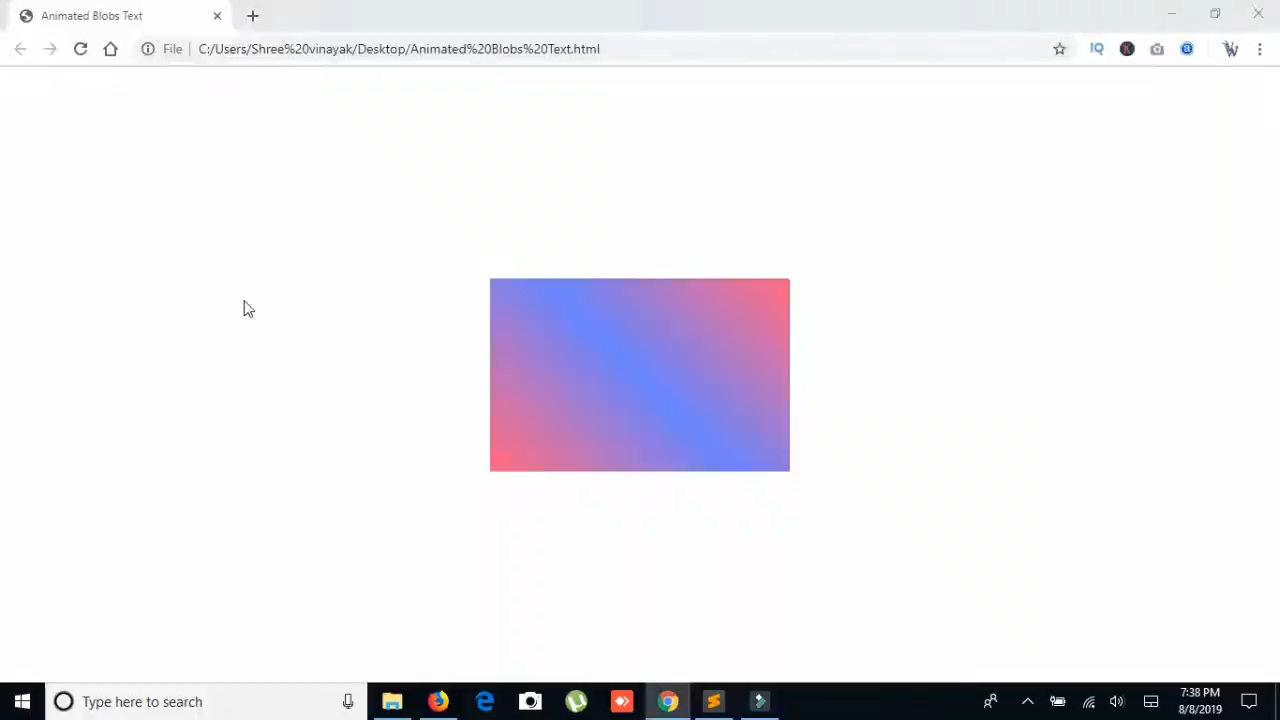 Animated Blobs Text
File
C:/Users/Shree%20vinayak/Desktop/Animated%20Blobs%20Text.html
IQ
Type here to search
7:38 PM
8/8/2019